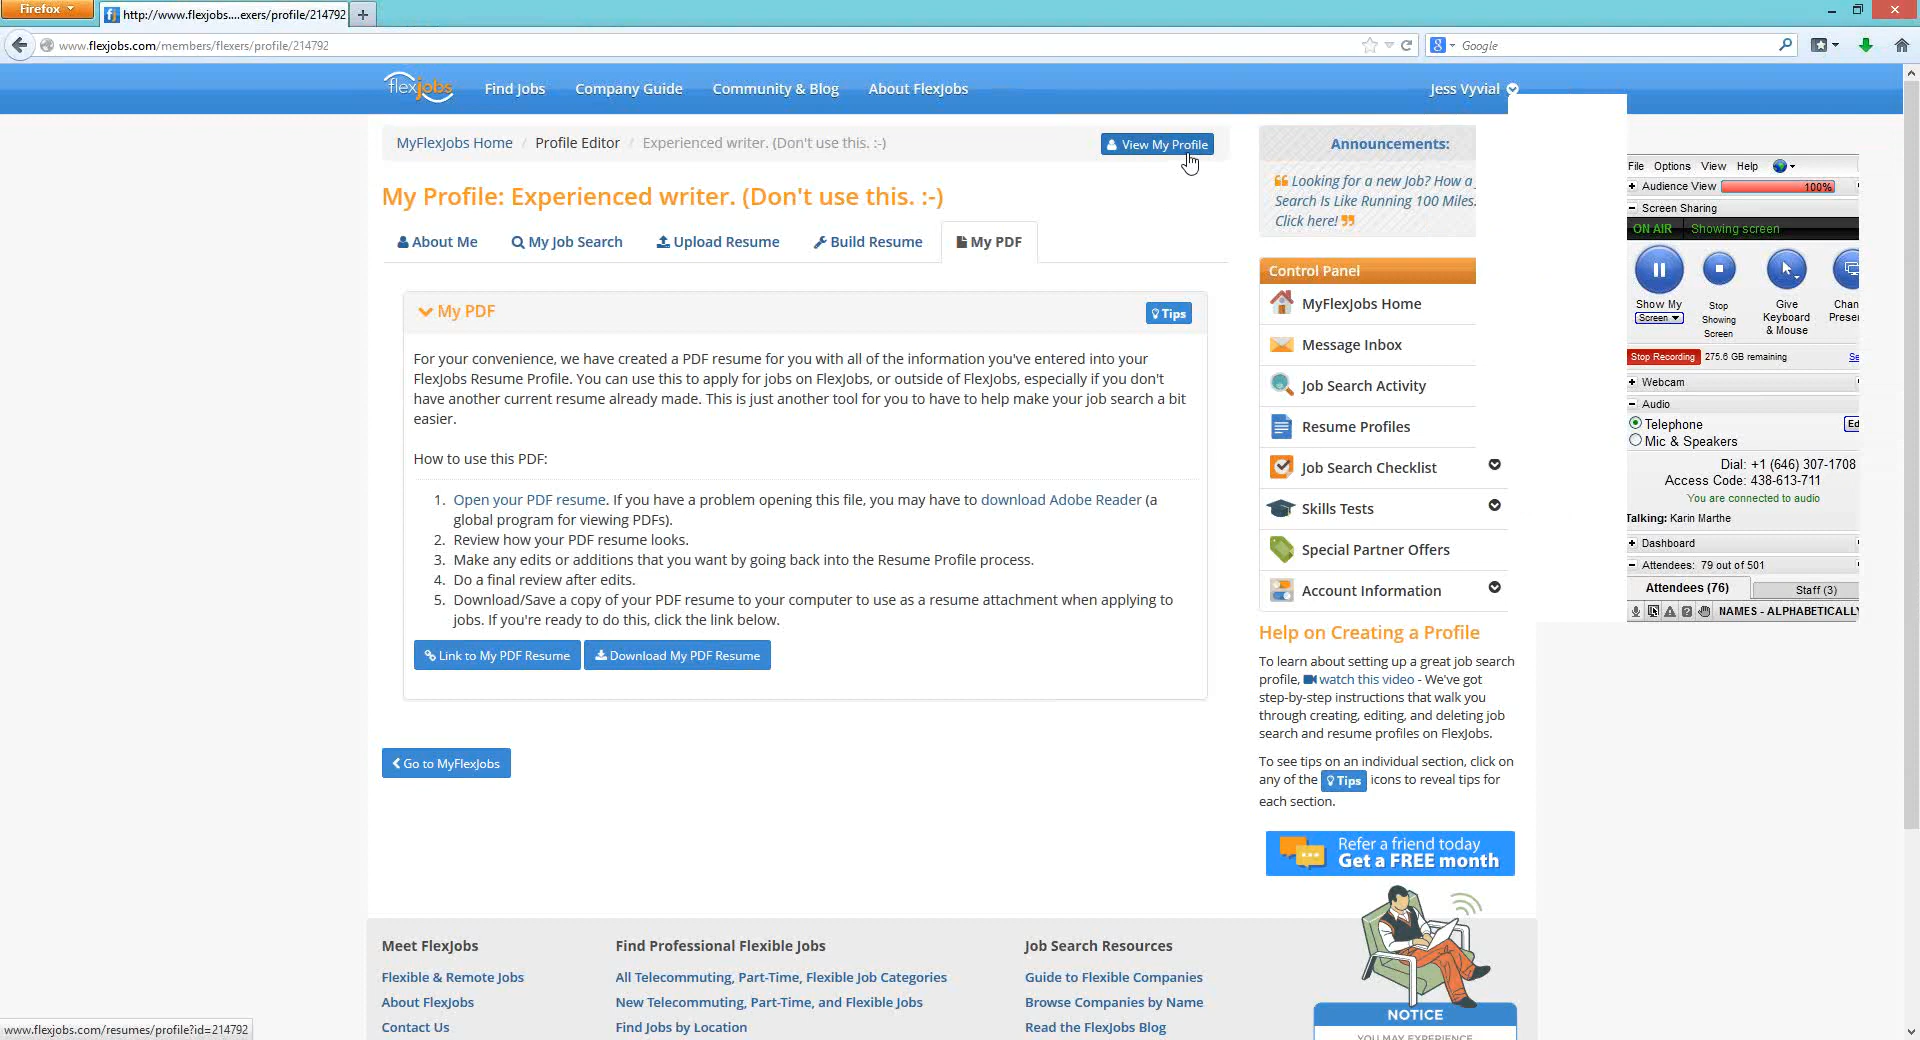 Firefox
http://www.flexjobs....exers/profile/214792
www.flexjobs.com/members/flexers/profile/214792
Google
flexjobs
Find Jobs
Company Guide
Community & Blog
About FlexJobs
Jess Vyvial
MyFlexJobs Home / Profile Editor / Experienced writer. (Don't use this. :-)
View My Profile
My Profile: Experienced writer. (Don't use this. :-)
About Me
My Job Search
Upload Resume
Build Resume
My PDF
My PDF
Tips
For your convenience, we have created a PDF resume for you with all of the information you've entered into your
FlexJobs Resume Profile. You can use this to apply for jobs on FlexJobs, or outside of FlexJobs, especially if you don't
have another current resume already made. This is just another tool for you to have to help make your job search a bit
easier.
How to use this PDF:
1. Open your PDF resume. If you have a problem opening this file, you may have to download Adobe Reader (a
global program for viewing PDFs).
2. Review how your PDF resume looks.
3. Make any edits or additions that you want by going back into the Resume Profile process.
4. Do a final review after edits.
5. Download/Save a copy of your PDF resume to your computer to use as a resume attachment when applying to
jobs. If you're ready to do this, click the link below.
Link to My PDF Resume
Download My PDF Resume
Go to MyFlexJobs
Announcements:
Looking for a new Job? How a
Search Is Like Running 100 Miles.
Click here!
Control Panel
MyFlexJobs Home
Message Inbox
Job Search Activity
Resume Profiles
Job Search Checklist
Skills Tests
Special Partner Offers
Account Information
Help on Creating a Profile
To learn about setting up a great job search
profile, watch this video - We've got
step-by-step instructions that walk you
through creating, editing, and deleting job
search and resume profiles on FlexJobs.
To see tips on an individual section, click on
any of the Tips icons to reveal tips for
each section.
Refer a friend today
Get a FREE month
File Options View Help
Audience View 100%
Screen Sharing
ON AIR Showing screen
Show My
Screen
Stop
Showing
Screen
Give
Keyboard
& Mouse
Chan
Prese
Stop Recording 275.6 GB remaining Se
Webcam
Audio
Telephone
Ed
Mic & Speakers
Dial: +1 (646) 307-1708
Access Code: 438-613-711
You are connected to audio
Talking: Karin Marthe
Dashboard
Attendees: 79 out of 501
Attendees (76)
Staff (3)
NAMES - ALPHABETICALLY
Meet FlexJobs
Flexible & Remote Jobs
About FlexJobs
Contact Us
Find Professional Flexible Jobs
All Telecommuting, Part-Time, Flexible Job Categories
New Telecommuting, Part-Time, and Flexible Jobs
Find Jobs by Location
Job Search Resources
Guide to Flexible Companies
Browse Companies by Name
Read the FlexJobs Blog
NOTICE
YOU MAY EXPERIENCE
www.flexjobs.com/resumes/profile?id=214792